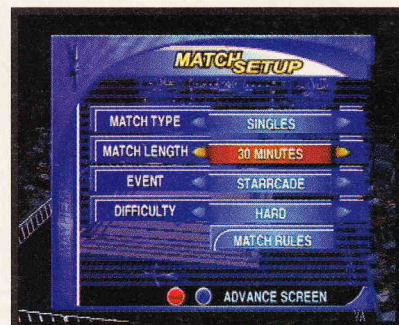 MATCH SETUP
MATCH TYPE SINGLES
MATCH LENGTH 30 MINUTES
EVENT STARRCADE
DIFFICULTY HARD
MATCH RULES
ADVANCE SCREEN